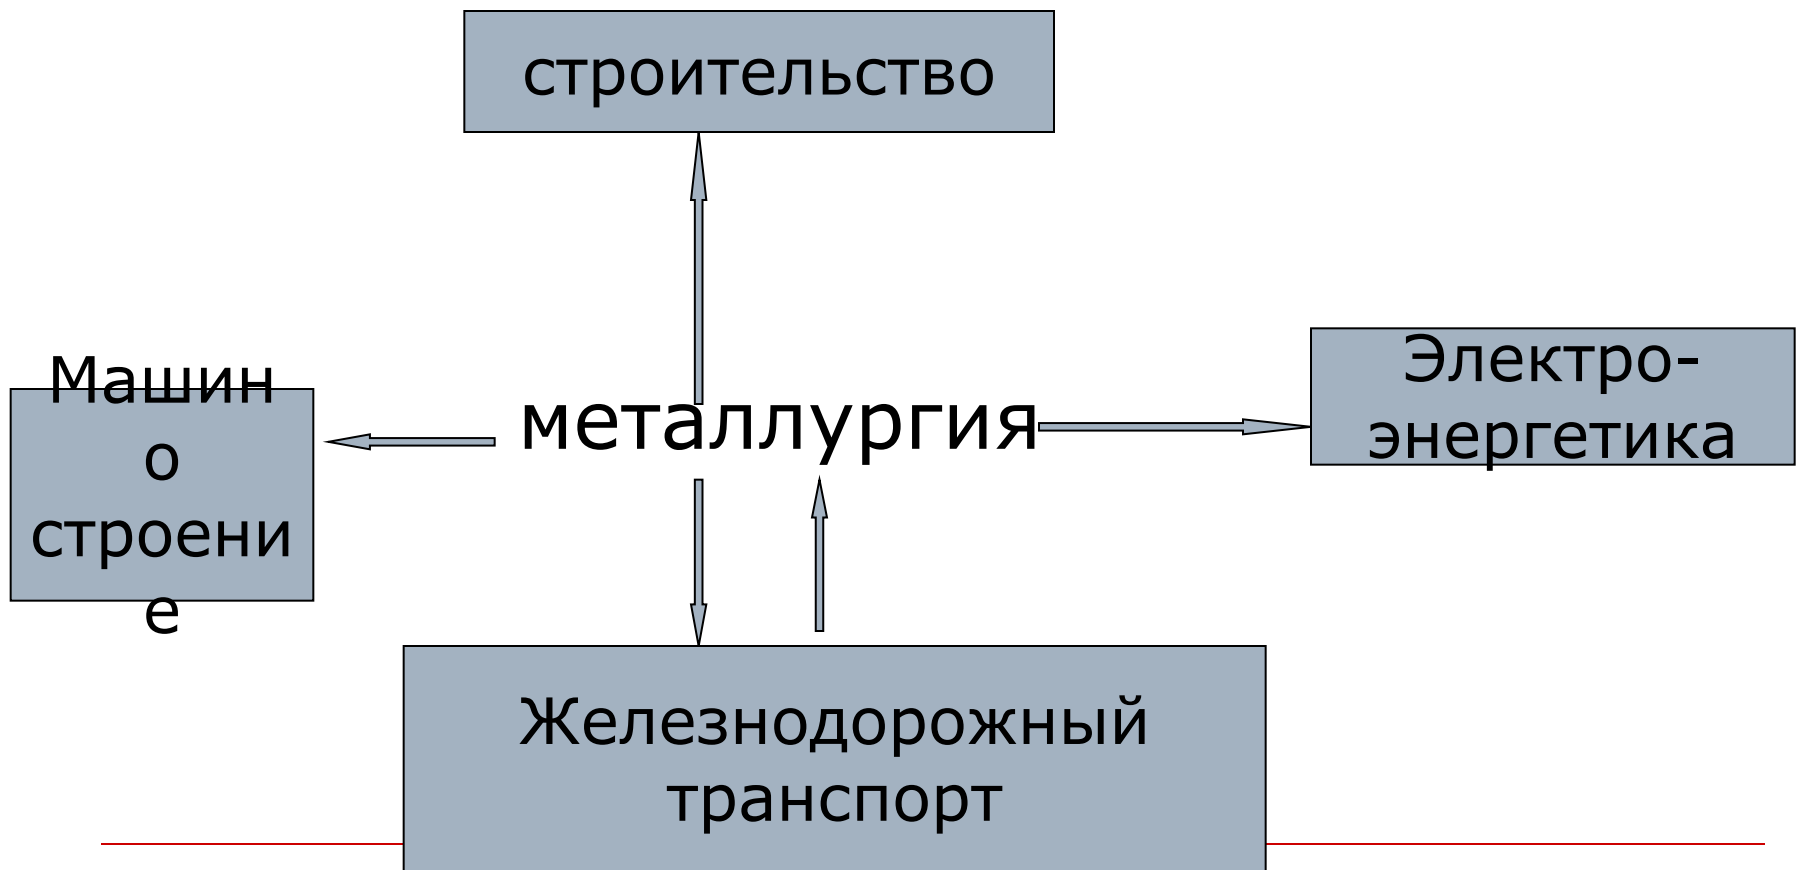 строительство
Электро-
энергетика
Машин
о
строени
е
металлургия
Железнодорожный
транспорт